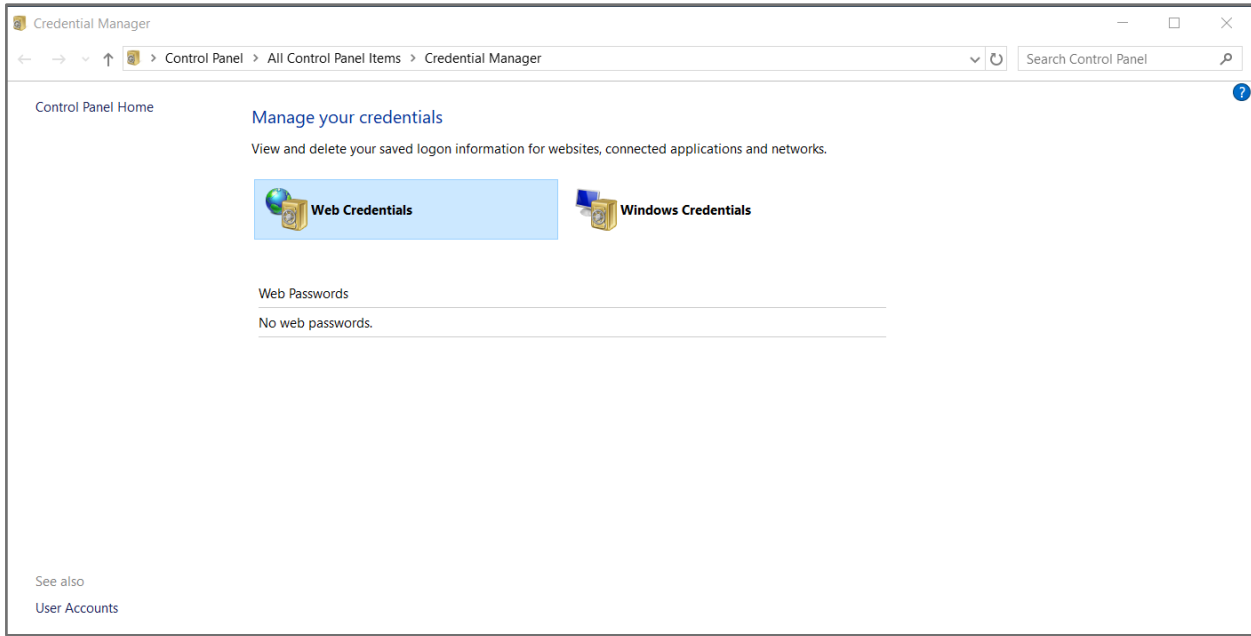 Credential Manager
Control Panel > All Control Panel Items > Credential Manager
Search Control Panel
?
Control Panel Home
Manage your credentials
View and delete your saved logon information for websites, connected applications and networks.
Web Credentials
Windows Credentials
Web Passwords
No web passwords.
See also
User Accounts